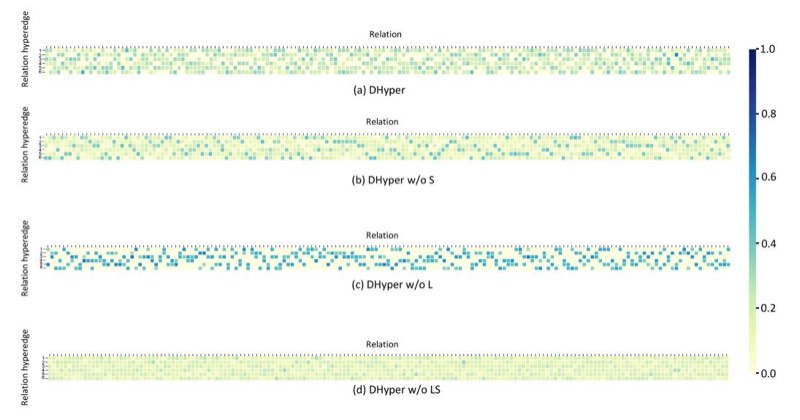 Relation
Relation hyperedge
(a) DHyper
Relation
Relation hyperedge
(b) DHyper w/o S
Relation
Relation hyperedge
(c) DHyper w/o L
Relation
Relation hyperedge
(d) DHyper w/o LS
1.0
0.8
0.6
0.4
0.2
0.0